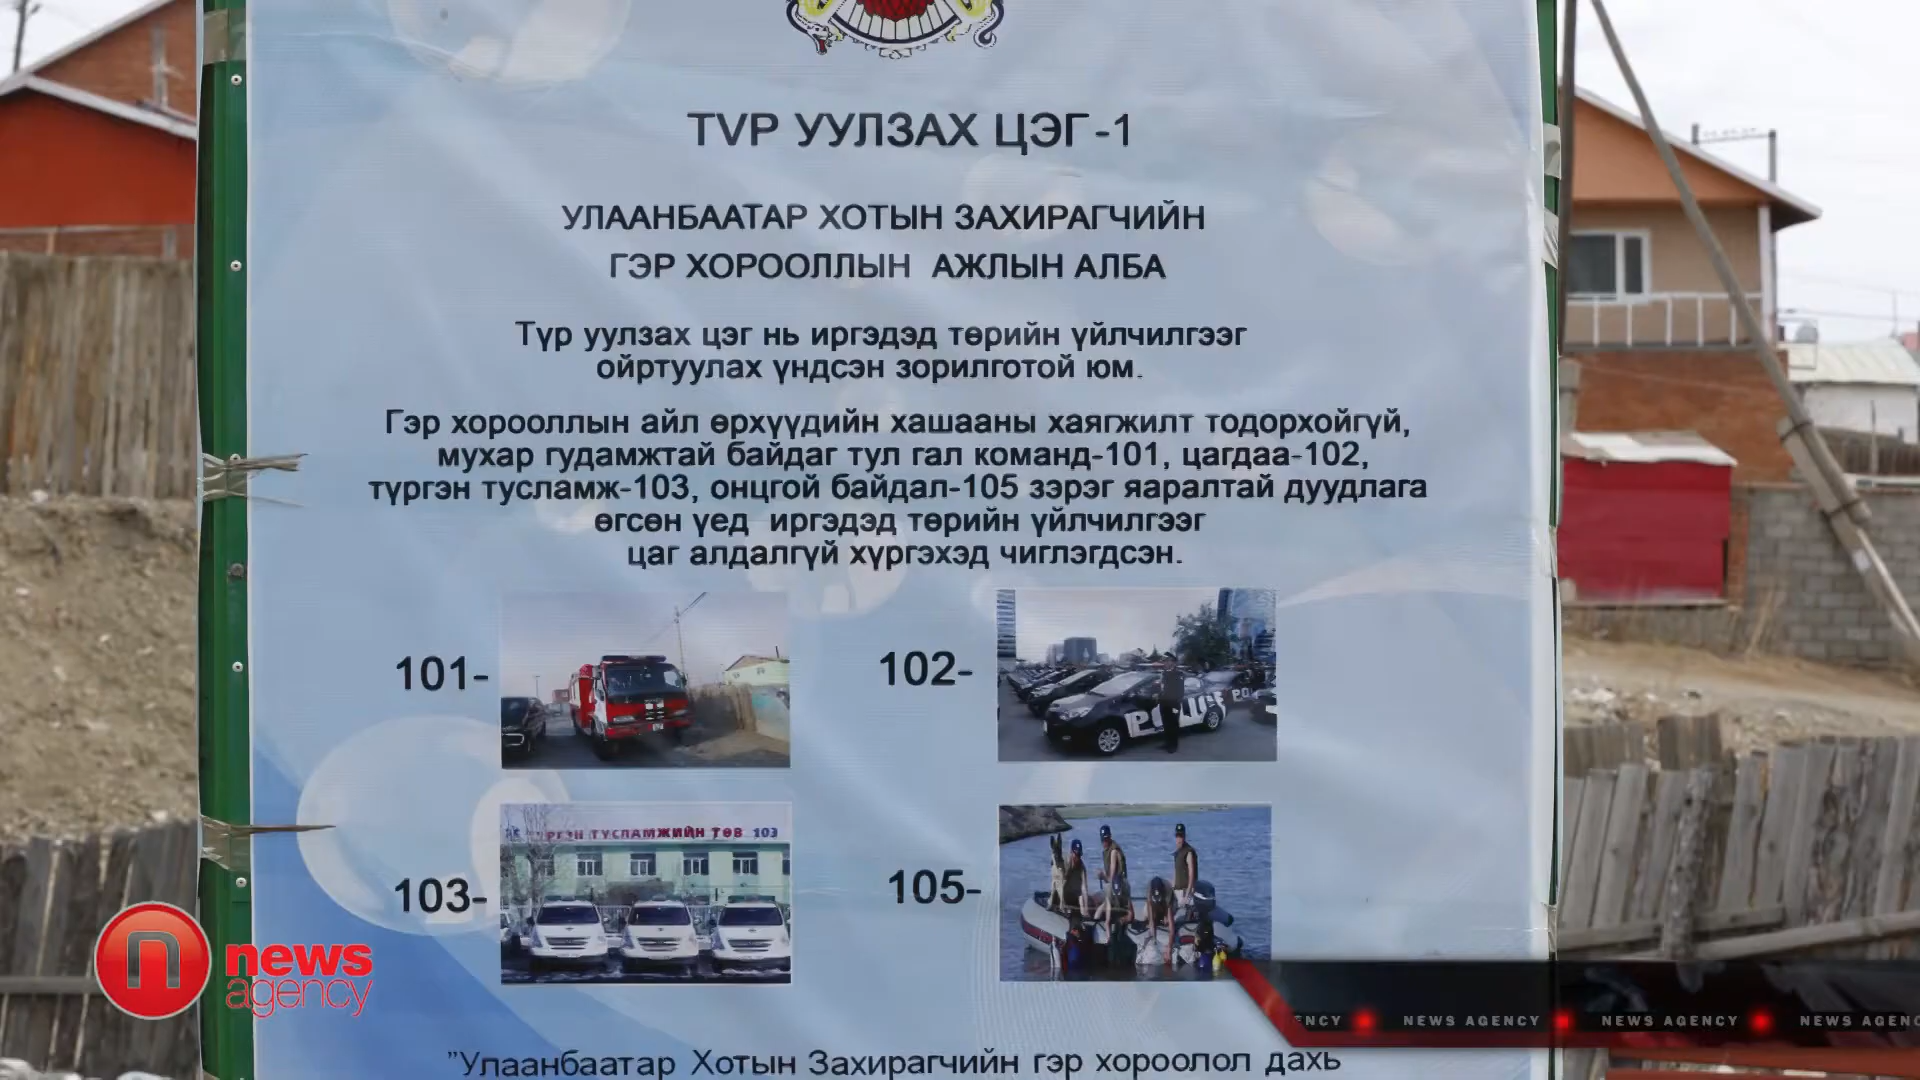 TVP УУЛЗАХ ЦЭГ-1
УЛААНБААТАР ХОТЫН ЗАХИРАГЧИЙН
ГЭР ХОРООЛЛЫН АЖЛЫН АЛБА
Түр уулзах цэг нь иргэдэд төрийн үйлчилгээг
ойртуулах үндсэн зорилготой юм.
Гэр хорооллын айл өрхүүдийн хашааны хаягжилт тодорхойгүй,
мухар гудамжтай байдаг тул гал команд-101, цагдаа-102,
түргэн тусламж-103, онцгой байдал-105 зэрэг яаралтай дуудлага
өгсөн үед иргэдэд төрийн үйлчилгээг
цаг алдалгүй хүргэхэд чиглэгдсэн.
101-
102-
POLICE
ТУСЛАМЖИЙН ТӨВ 103
103-
105-
n news
agency
ENCY NEWS AGENCY NEWS AGENCY NEWS AGENC
"Улаанбаатар Хотын Захирагчийн гэр хороолол дахь